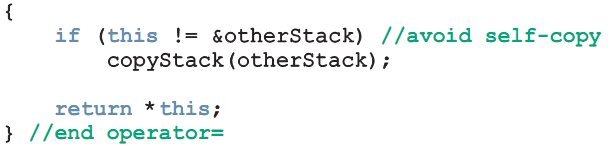 {
    if (this != &otherStack) //avoid self-copy
        copyStack(otherStack);

    return *this;
} //end operator=